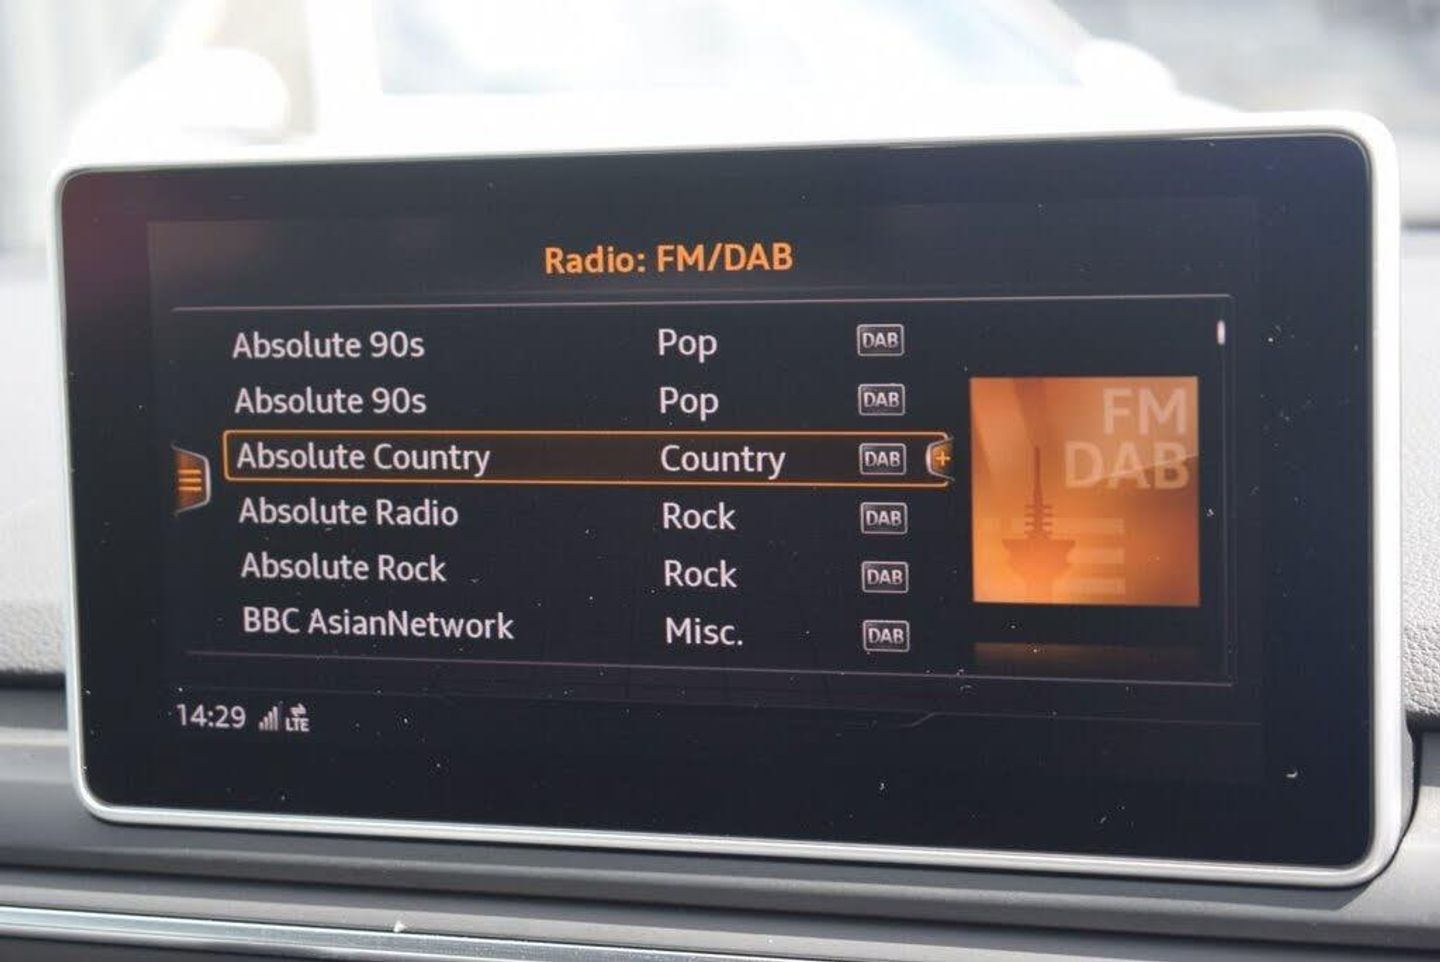 Radio: FM/DAB
Absolute 90s Pop DAB
Absolute 90s Pop DAB
Absolute Country Country DAB +
Absolute Radio Rock DAB
Absolute Rock Rock DAB
BBC AsianNetwork Misc. DAB
FM
DAB
14:29 LTE